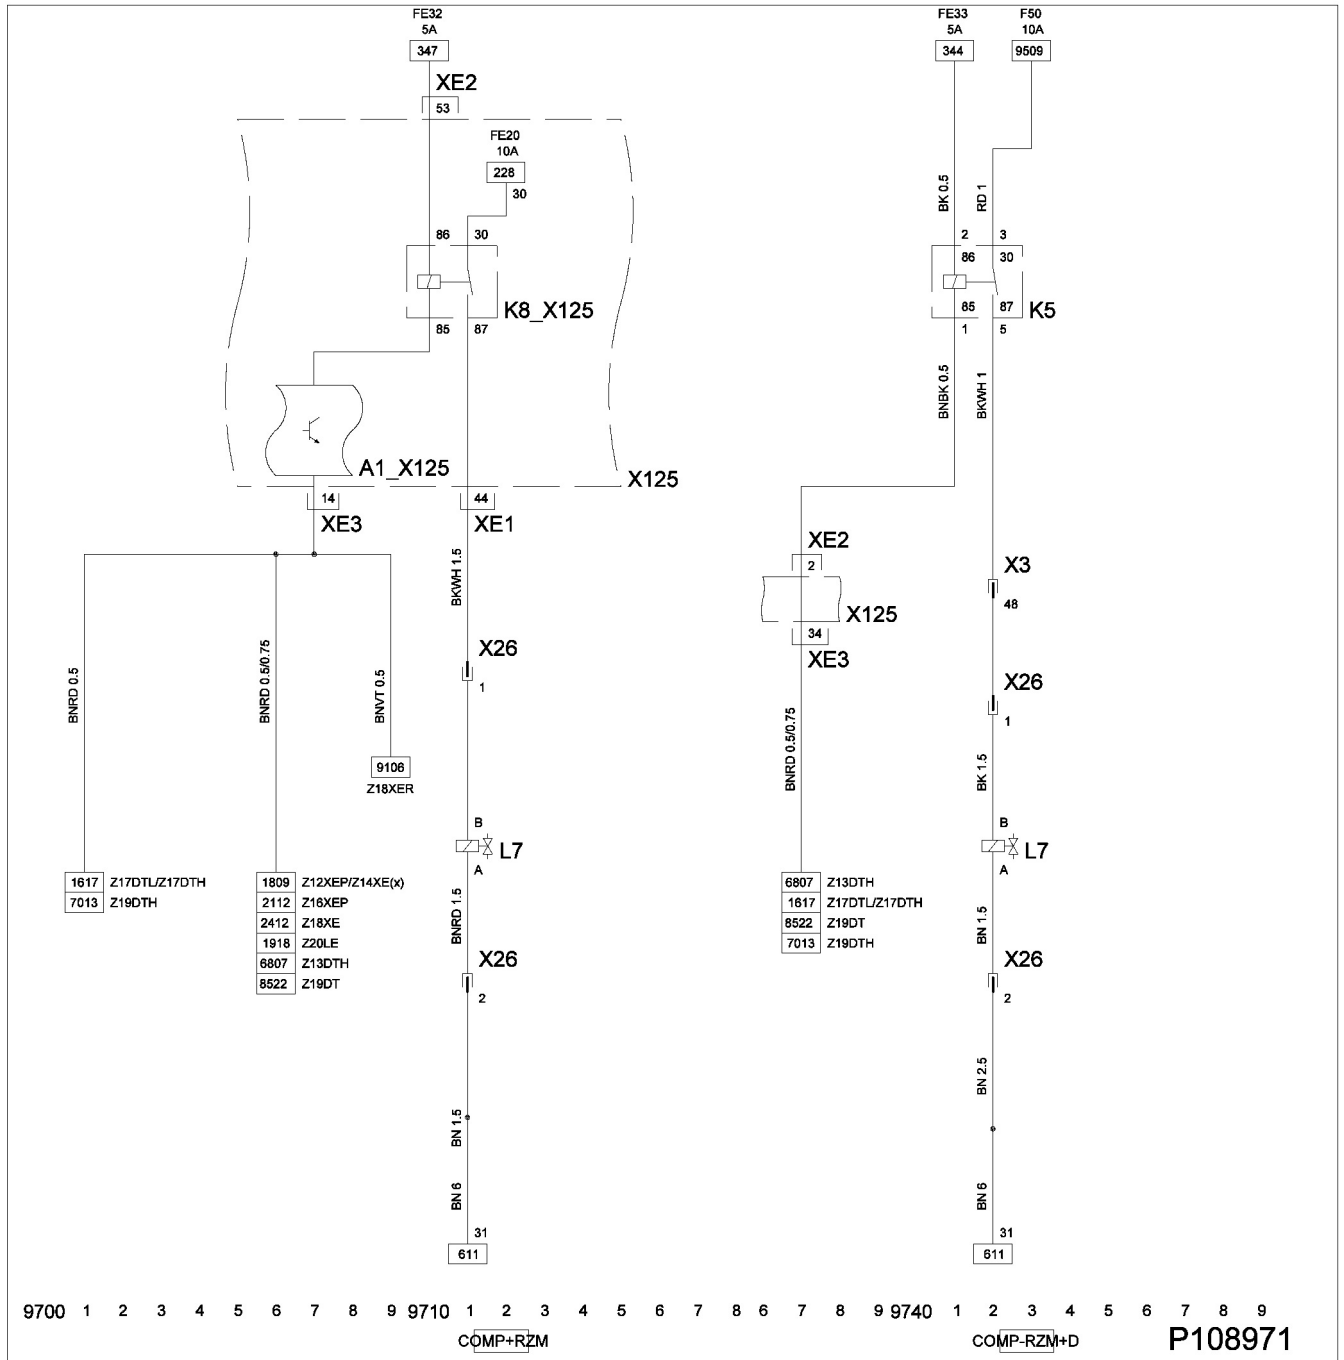 FE32
5A
347
XE2
53
FE20
10A
228
30
86
30
K8_X125
85
87
A1_X125
X125
14
XE3
44
XE1
BKWH 1.5
X26
1
BNRD 0.5
BNRD 0.5/0.75
BNVT 0.5
9106
Z18XER
B
L7
A
1617 Z17DTL/Z17DTH
7013 Z19DTH
1809 Z12XEP/Z14XE(x)
2112 Z16XEP
2412 Z18XE
1918 Z20LE
6807 Z13DTH
8522 Z19DT
BNRD 1.5
X26
2
BN 1.5
BN 6
31
611
FE33
5A
344
F50
10A
9509
BK 0.5
RD 1
2
3
86
30
85
87
K5
1
5
BNBK 0.5
BKWH 1
XE2
2
X125
34
XE3
X3
48
X26
1
BNRD 0.5/0.75
BK 1.5
B
L7
A
6807 Z13DTH
1617 Z17DTL/Z17DTH
8522 Z19DT
7013 Z19DTH
BN 1.5
X26
2
BN 2.5
BN 6
31
611
9700 1 2 3 4 5 6 7 8 9 9710 1 2 3 4 5 6 7 8 6 7 8 9 9740 1 2 3 4 5 6 7 8 9
COMP+RZM
COMP-RZM+D
P108971